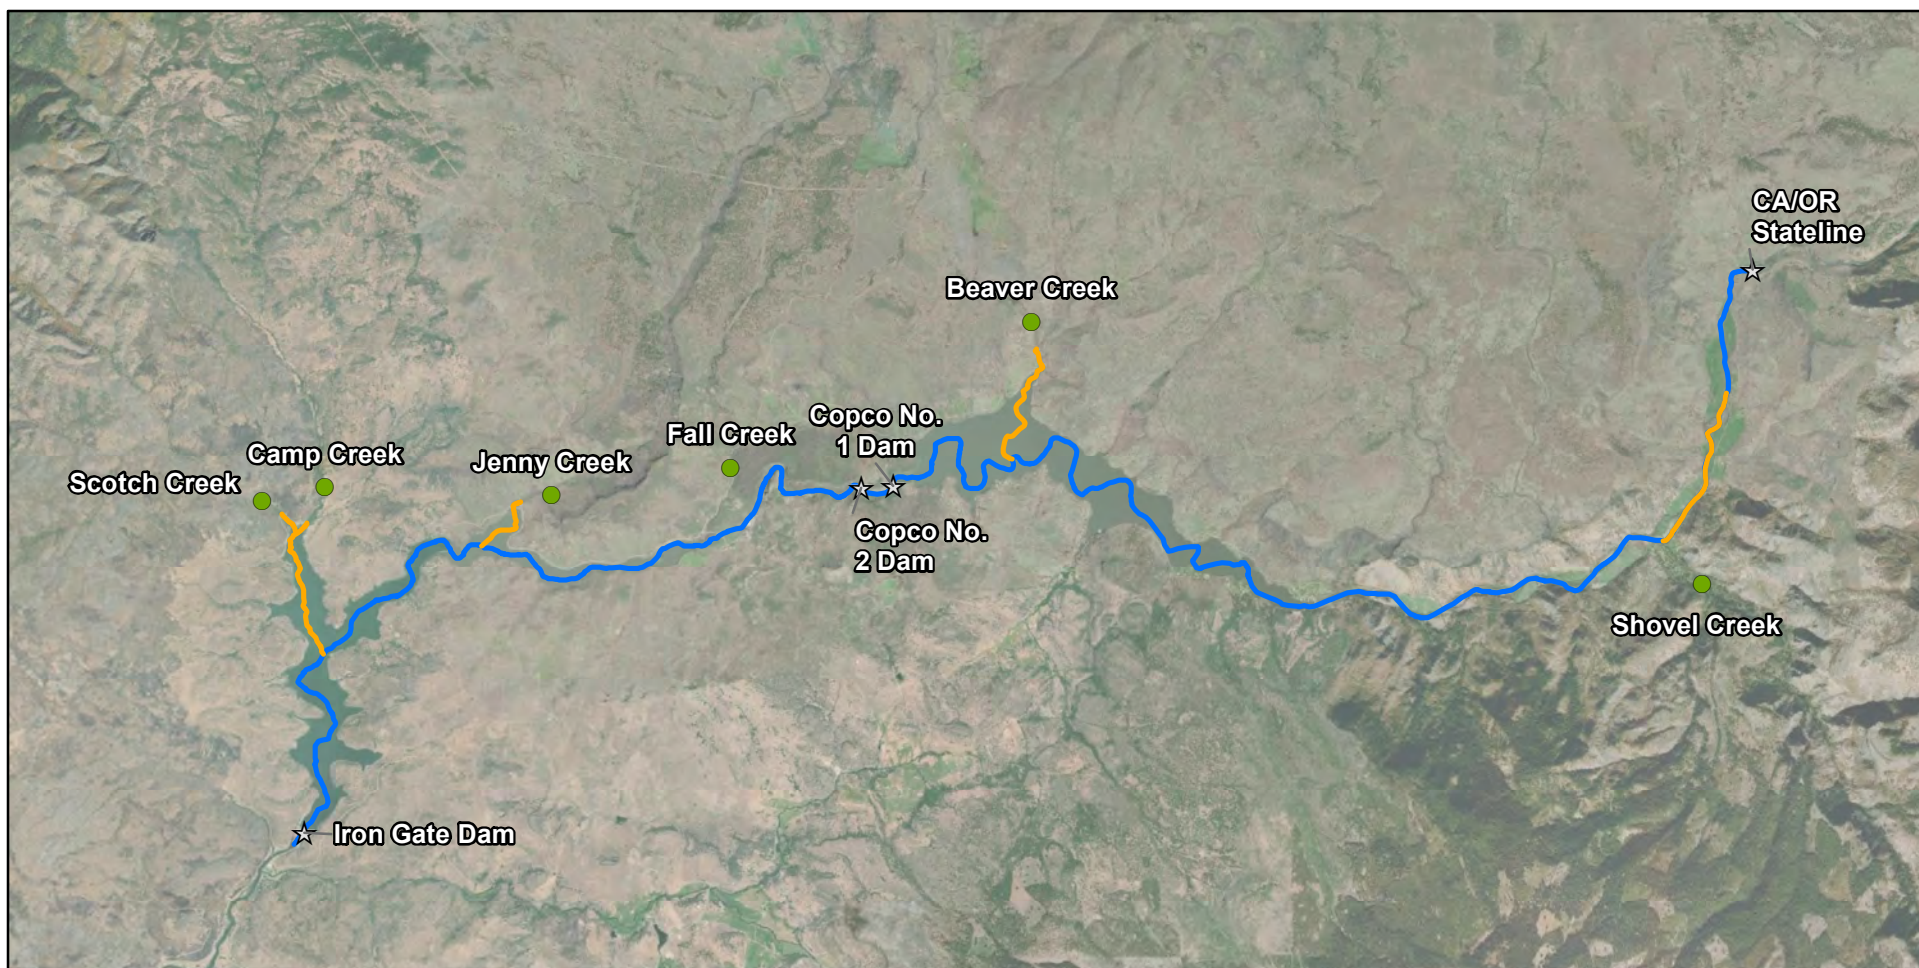 CA/OR
Stateline
Beaver Creek
Copco No.
1 Dam
Fall Creek
Camp Creek
Jenny Creek
Scotch Creek
Copco No.
2 Dam
Shovel Creek
Iron Gate Dam